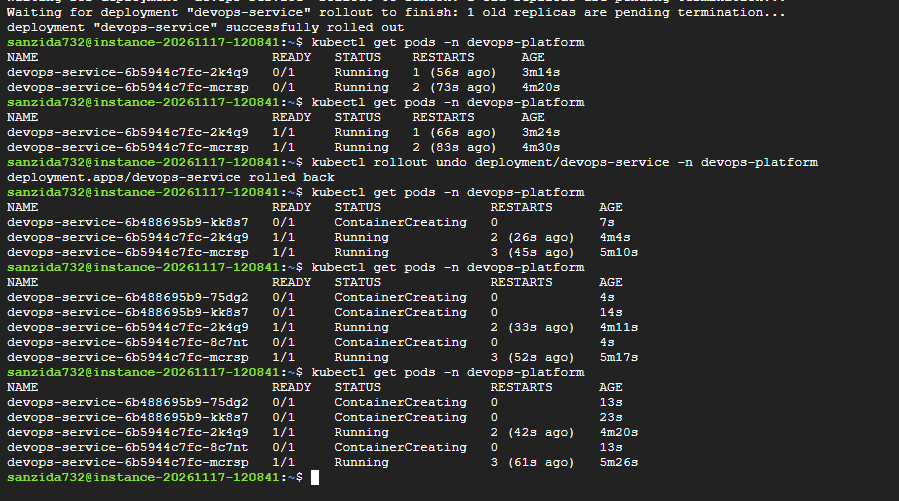 Waiting for deployment "devops-service" rollout to finish: 1 old replicas are pending termination...
Waiting for deployment "devops-service" rollout to finish: 1 old replicas are pending termination...
deployment "devops-service" successfully rolled out
sanzida732@instance-20261117-120841:~$ kubectl get pods -n devops-platform
NAME READY STATUS RESTARTS AGE
devops-service-6b5944c7fc-2k4q9 0/1 Running 1 (56s ago) 3m14s
devops-service-6b5944c7fc-mcrsp 0/1 Running 2 (73s ago) 4m20s
sanzida732@instance-20261117-120841:~$ kubectl get pods -n devops-platform
NAME READY STATUS RESTARTS AGE
devops-service-6b5944c7fc-2k4q9 1/1 Running 1 (66s ago) 3m24s
devops-service-6b5944c7fc-mcrsp 1/1 Running 2 (83s ago) 4m30s
sanzida732@instance-20261117-120841:~$ kubectl rollout undo deployment/devops-service -n devops-platform
deployment.apps/devops-service rolled back
sanzida732@instance-20261117-120841:~$ kubectl get pods -n devops-platform
NAME READY STATUS RESTARTS AGE
devops-service-6b488695b9-kk8s7 0/1 ContainerCreating 0 7s
devops-service-6b5944c7fc-2k4q9 1/1 Running 2 (26s ago) 4m4s
devops-service-6b5944c7fc-mcrsp 1/1 Running 3 (45s ago) 5m10s
sanzida732@instance-20261117-120841:~$ kubectl get pods -n devops-platform
NAME READY STATUS RESTARTS AGE
devops-service-6b488695b9-75dg2 0/1 ContainerCreating 0 4s
devops-service-6b488695b9-kk8s7 0/1 ContainerCreating 0 14s
devops-service-6b5944c7fc-2k4q9 1/1 Running 2 (33s ago) 4m11s
devops-service-6b5944c7fc-8c7nt 0/1 ContainerCreating 0 4s
devops-service-6b5944c7fc-mcrsp 1/1 Running 3 (52s ago) 5m17s
sanzida732@instance-20261117-120841:~$ kubectl get pods -n devops-platform
NAME READY STATUS RESTARTS AGE
devops-service-6b488695b9-75dg2 0/1 ContainerCreating 0 13s
devops-service-6b488695b9-kk8s7 0/1 ContainerCreating 0 23s
devops-service-6b5944c7fc-2k4q9 1/1 Running 2 (42s ago) 4m20s
devops-service-6b5944c7fc-8c7nt 0/1 ContainerCreating 0 13s
devops-service-6b5944c7fc-mcrsp 1/1 Running 3 (61s ago) 5m26s
sanzida732@instance-20261117-120841:~$